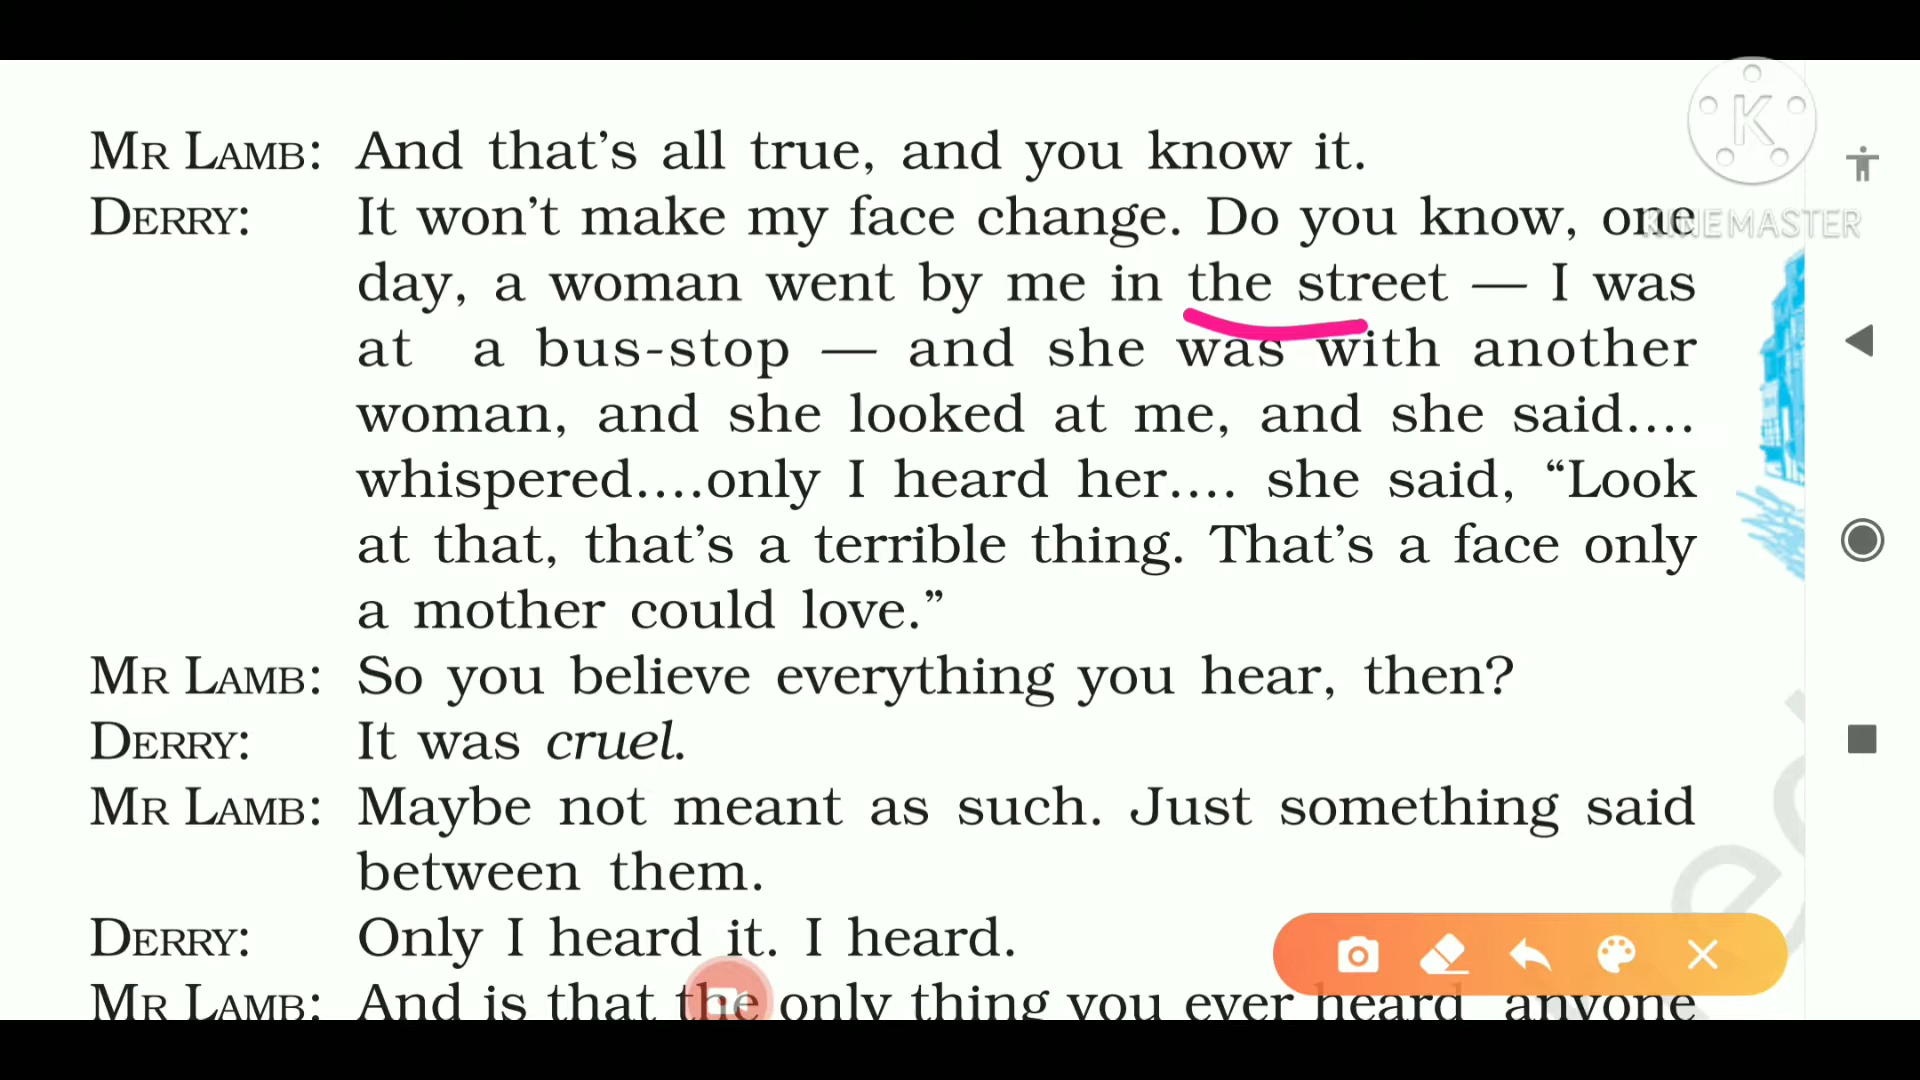 MR LAMB: And that's all true, and you know it.
DERRY: It won't make my face change. Do you know, one
day, a woman went by me in the street — I was
at a bus-stop — and she was with another
woman, and she looked at me, and she said....
whispered....only I heard her.... she said, “Look
at that, that's a terrible thing. That's a face only
a mother could love.”
MR LAMB: So you believe everything you hear, then?
DERRY: It was cruel.
MR LAMB: Maybe not meant as such. Just something said
between them.
DERRY: Only I heard it. I heard.
MR LAMB: And is that the only thing you ever heard anyone
K
KINEMASTER